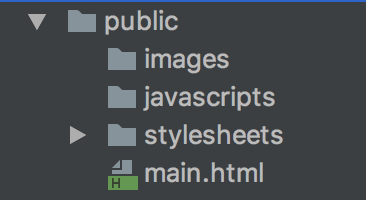 public
images
javascripts
stylesheets
H
main.html